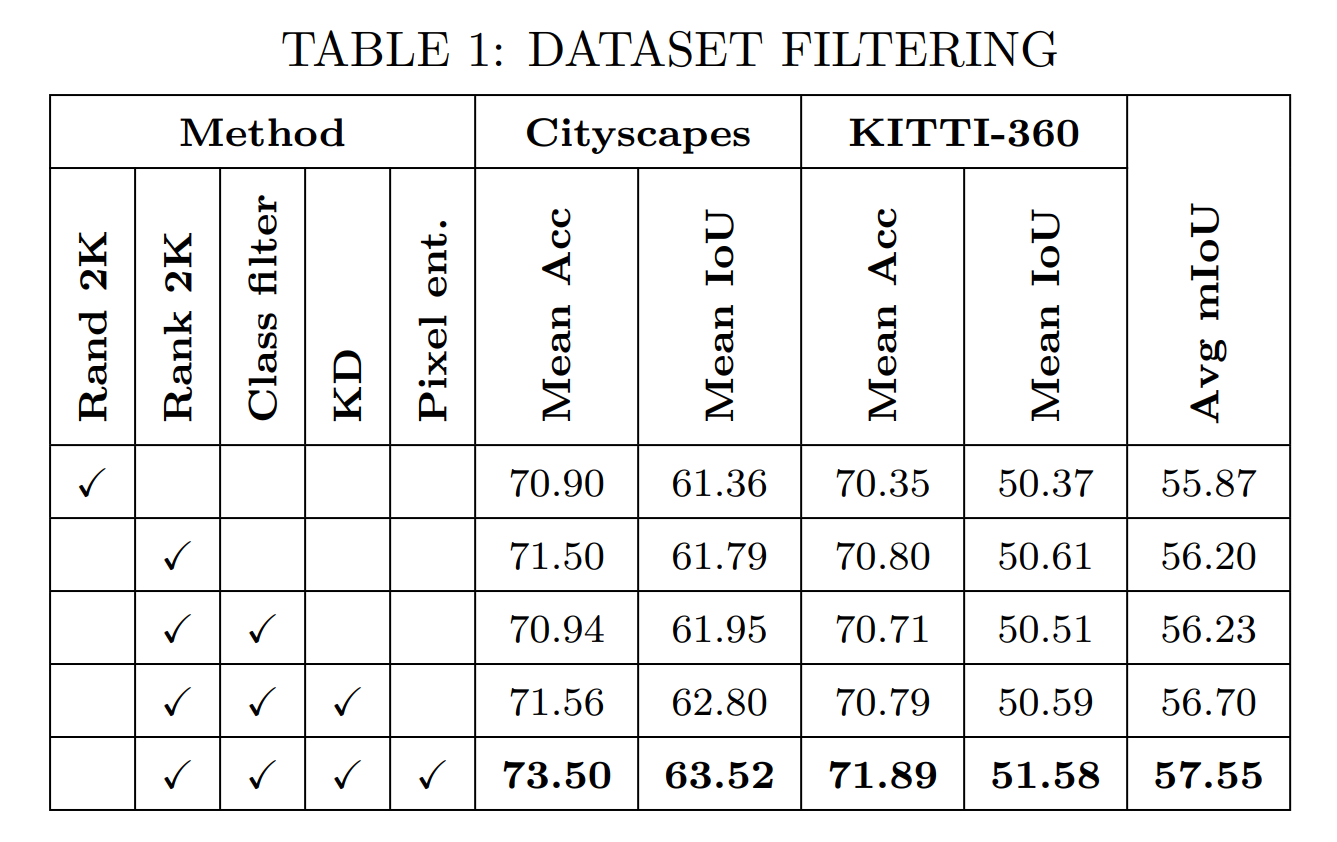 TABLE 1: DATASET FILTERING
Method Cityscapes KITTI-360
Rand 2K Rank 2K Class filter KD Pixel ent. Mean Acc Mean IoU Mean Acc Mean IoU Avg mIoU
✓ 70.90 61.36 70.35 50.37 55.87
✓ 71.50 61.79 70.80 50.61 56.20
✓ ✓ 70.94 61.95 70.71 50.51 56.23
✓ ✓ ✓ 71.56 62.80 70.79 50.59 56.70
✓ ✓ ✓ ✓ 73.50 63.52 71.89 51.58 57.55